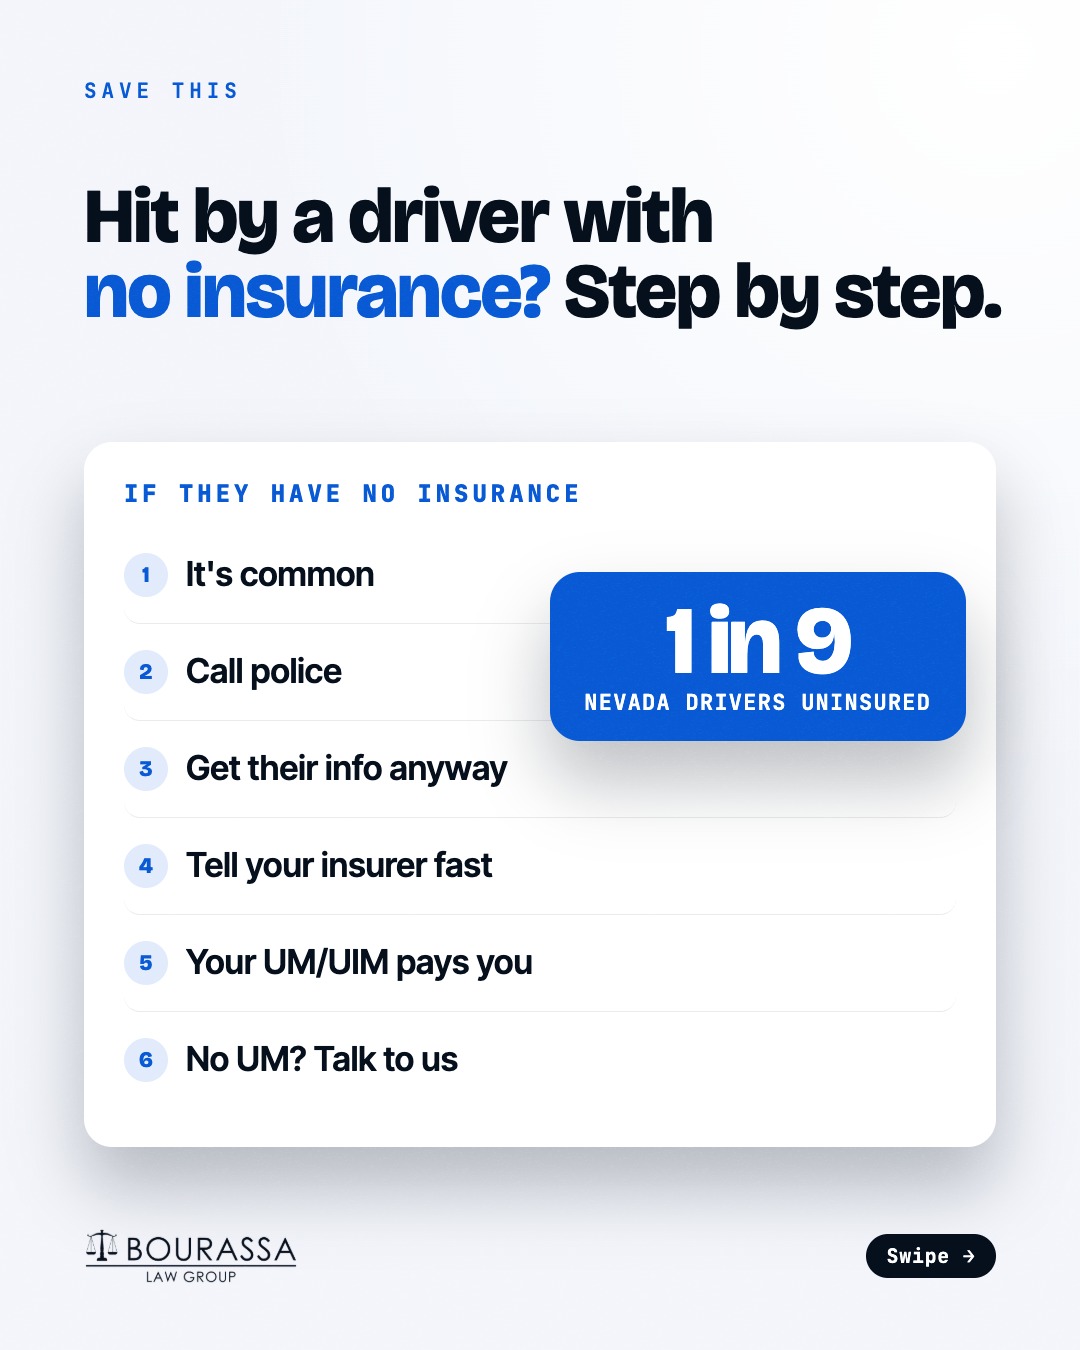 SAVE THIS
Hit by a driver with
no insurance? Step by step.
IF THEY HAVE NO INSURANCE
1 It's common
1 in 9
NEVADA DRIVERS UNINSURED
2 Call police
3 Get their info anyway
4 Tell your insurer fast
5 Your UM/UIM pays you
6 No UM? Talk to us
BOURASSA
LAW GROUP
Swipe →